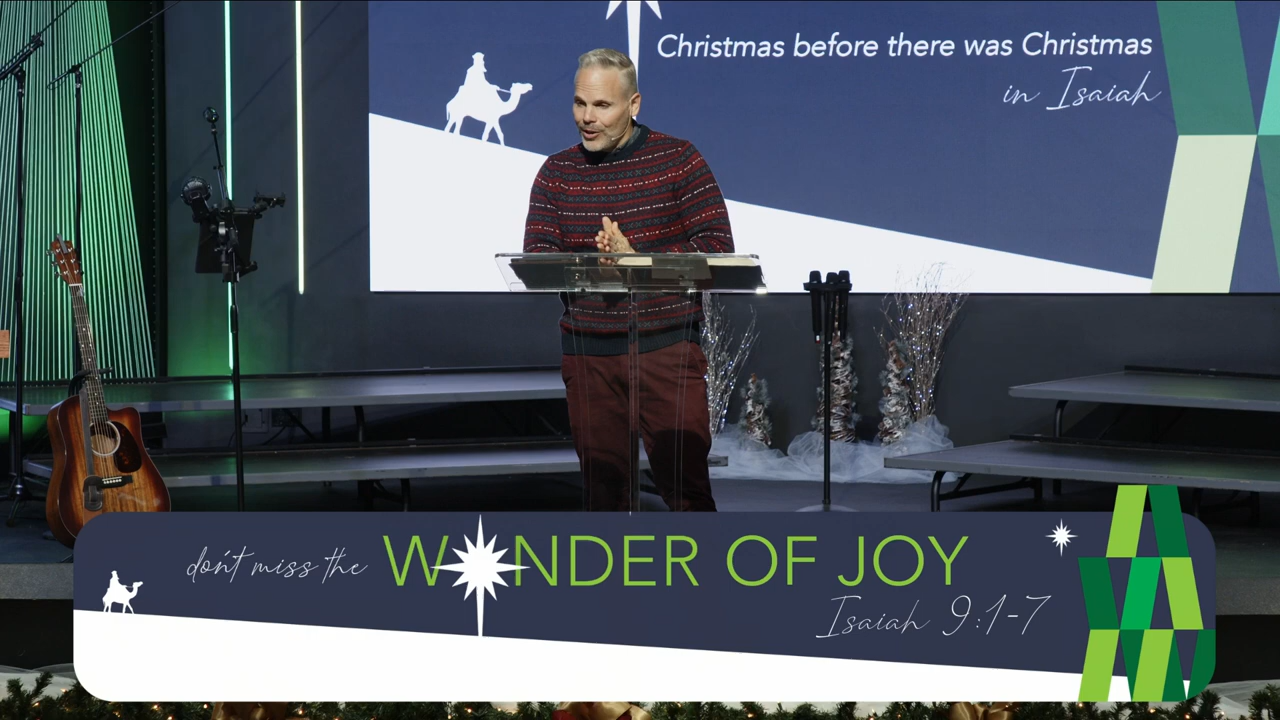 Christmas before there was Christmas
in Isaiah
don't miss the WONDER OF JOY
Isaiah 9:1-7